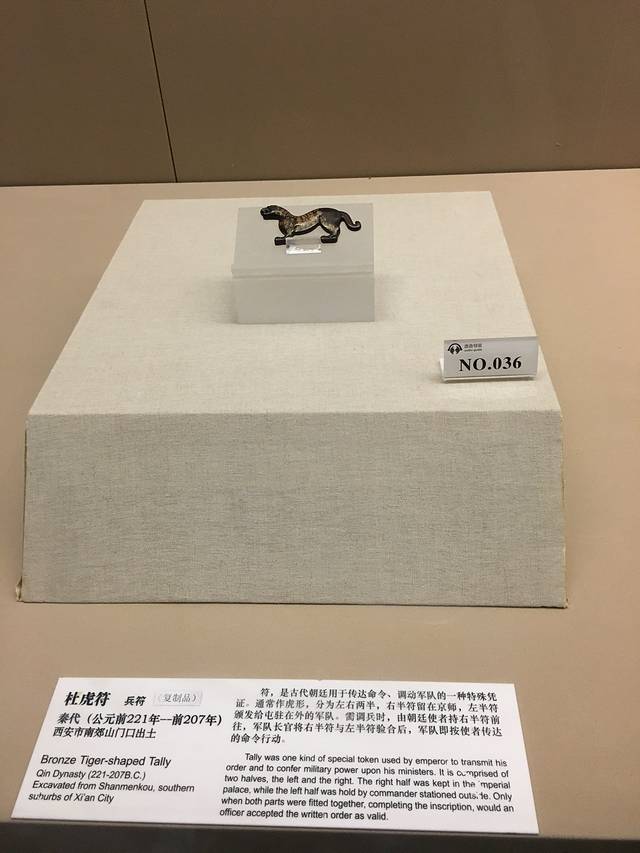 语音导览
audio guide
NO.036
杜虎符 兵符 (复制品)
秦代（公元前221年--前207年)
西安市南郊山门口出土
Bronze Tiger-shaped Tally
Qin Dynasty (221-207B.C.)
Excavated from Shanmenkou, southern
suburbs of Xi'an City
符，是古代朝廷用于传达命令、调动军队的一种特殊凭
证。通常作虎形，分为左右两半，右半符留在京师，左半符
颁发给屯驻在外的军队。需调兵时，由朝廷使者持右半符前
往，军队长官将右半符与左半符验合后，军队即按使者传达
的命令行动。
Tally was one kind of special token used by emperor to transmit his
order and to confer military power upon his ministers. It is comprised of
two halves, the left and the right. The right half was kept in the imperial
palace, while the left half was hold by commander stationed outside. Only
when both parts were fitted together, completing the inscription, would an
officer accepted the written order as valid.